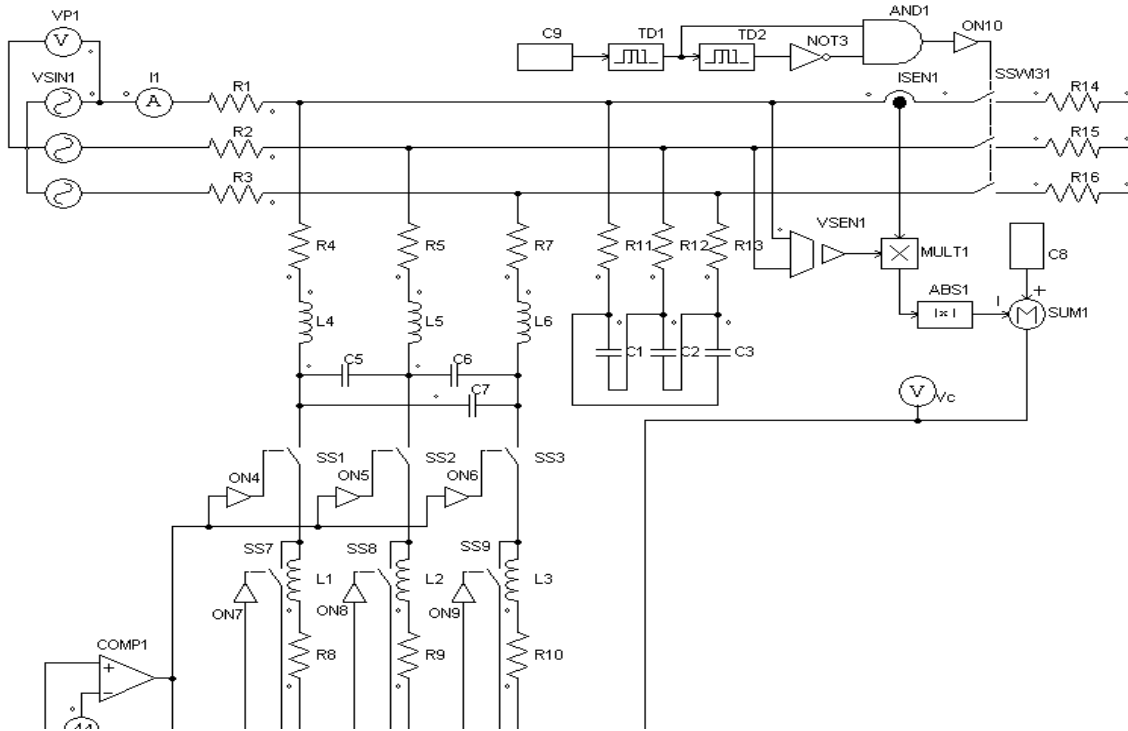 VP1
V
VSIN1
I1
A
R1
R2
R3
C9
TD1
TD2
NOT3
AND1
ON10
ISEN1
SSWI31
R14
R15
R16
R4
R5
R7
R11
R12
R13
VSEN1
MULT1
C8
ABS1
|x|
SUM1
L4
L5
L6
C5
C6
C7
C1
C2
C3
V
Vc
SS1
SS2
SS3
ON4
ON5
ON6
SS7
SS8
SS9
L1
L2
L3
ON7
ON8
ON9
R8
R9
R10
COMP1